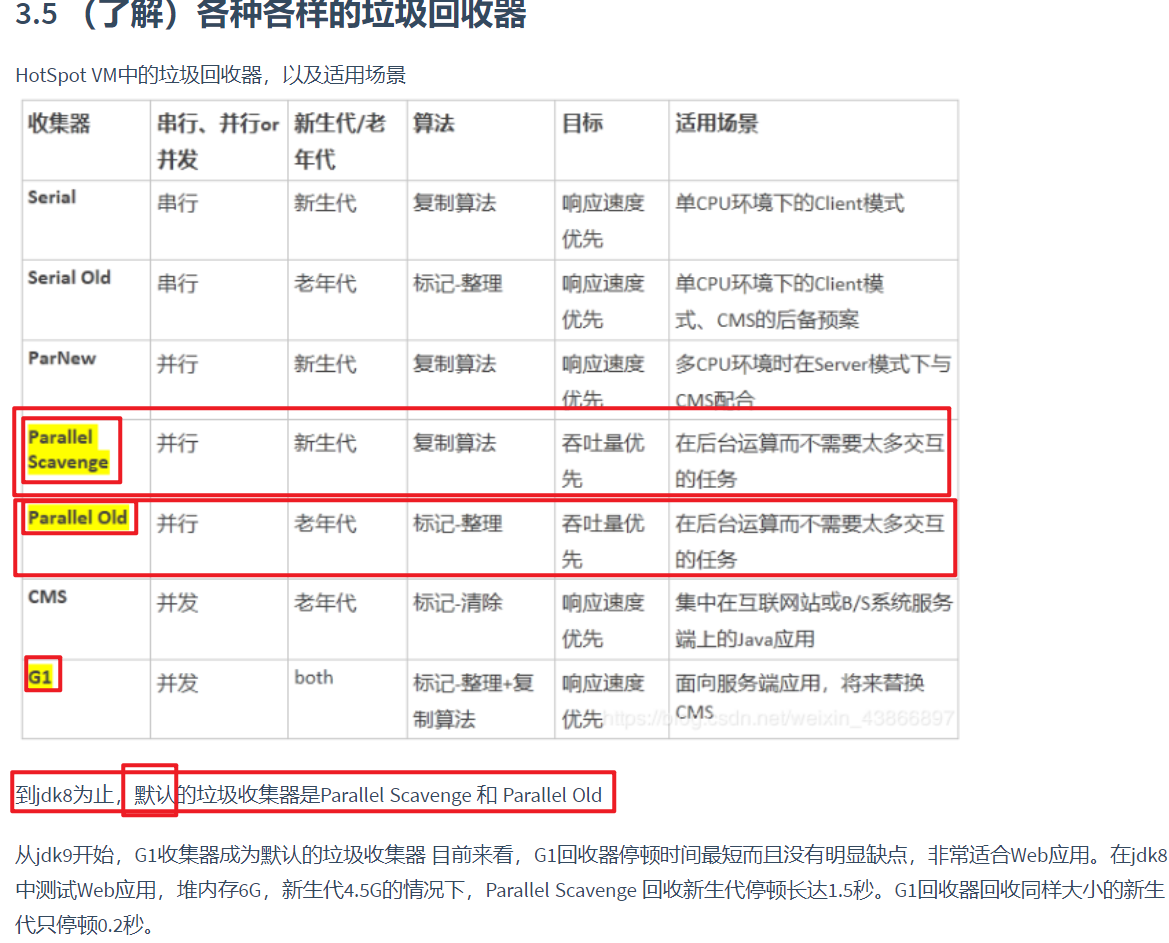 3.5 （了解）各种各样的垃圾回收器
HotSpot VM中的垃圾回收器，以及适用场景
收集器 串行、并行or并发 新生代/老年代 算法 目标 适用场景
Serial 串行 新生代 复制算法 响应速度优先 单CPU环境下的Client模式
Serial Old 串行 老年代 标记-整理 响应速度优先 单CPU环境下的Client模式、CMS的后备预案
ParNew 并行 新生代 复制算法 响应速度优先 多CPU环境时在Server模式下与CMS配合
Parallel Scavenge 并行 新生代 复制算法 吞吐量优先 在后台运算而不需要太多交互的任务
Parallel Old 并行 老年代 标记-整理 吞吐量优先 在后台运算而不需要太多交互的任务
CMS 并发 老年代 标记-清除 响应速度优先 集中在互联网站或B/S系统服务端上的Java应用
G1 并发 both 标记-整理+复制算法 响应速度优先 面向服务端应用，将来替换CMS
https://blog.csdn.net/weixin_43866897
到jdk8为止，默认的垃圾收集器是Parallel Scavenge 和 Parallel Old
从jdk9开始，G1收集器成为默认的垃圾收集器 目前来看，G1回收器停顿时间最短而且没有明显缺点，非常适合Web应用。在jdk8
中测试Web应用，堆内存6G，新生代4.5G的情况下，Parallel Scavenge 回收新生代停顿长达1.5秒。G1回收器回收同样大小的新生
代只停顿0.2秒。